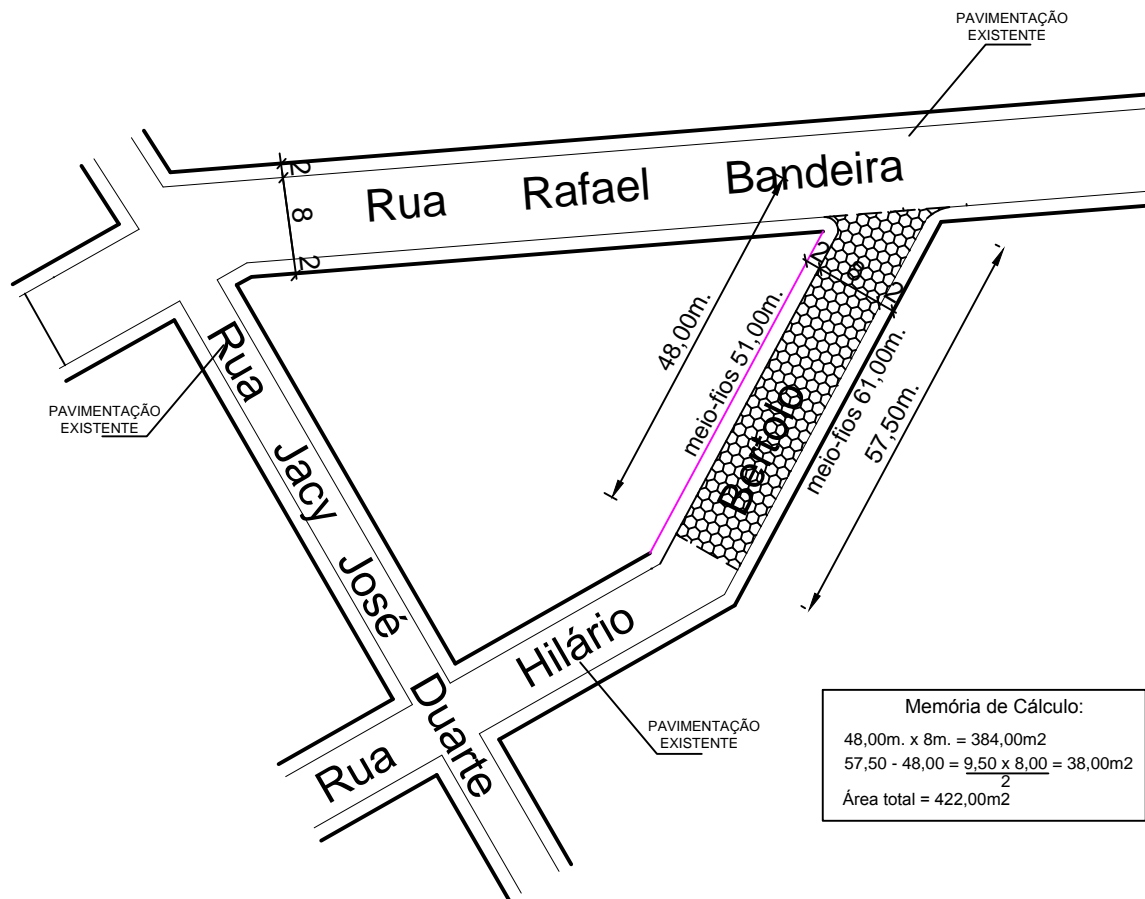 PAVIMENTAÇÃO
EXISTENTE
Rua Rafael Bandeira
2
8
2
48,00m.
meio-fios 51,00m.
2
8
2
meio-fios 61,00m.
57,50m.
Rua Jacy José Duarte
PAVIMENTAÇÃO
EXISTENTE
Rua Hilário Bertolo
PAVIMENTAÇÃO
EXISTENTE
Memória de Cálculo:
48,00m. x 8m. = 384,00m2
57,50 - 48,00 = 9,50 x 8,00 = 38,00m2
2
Área total = 422,00m2